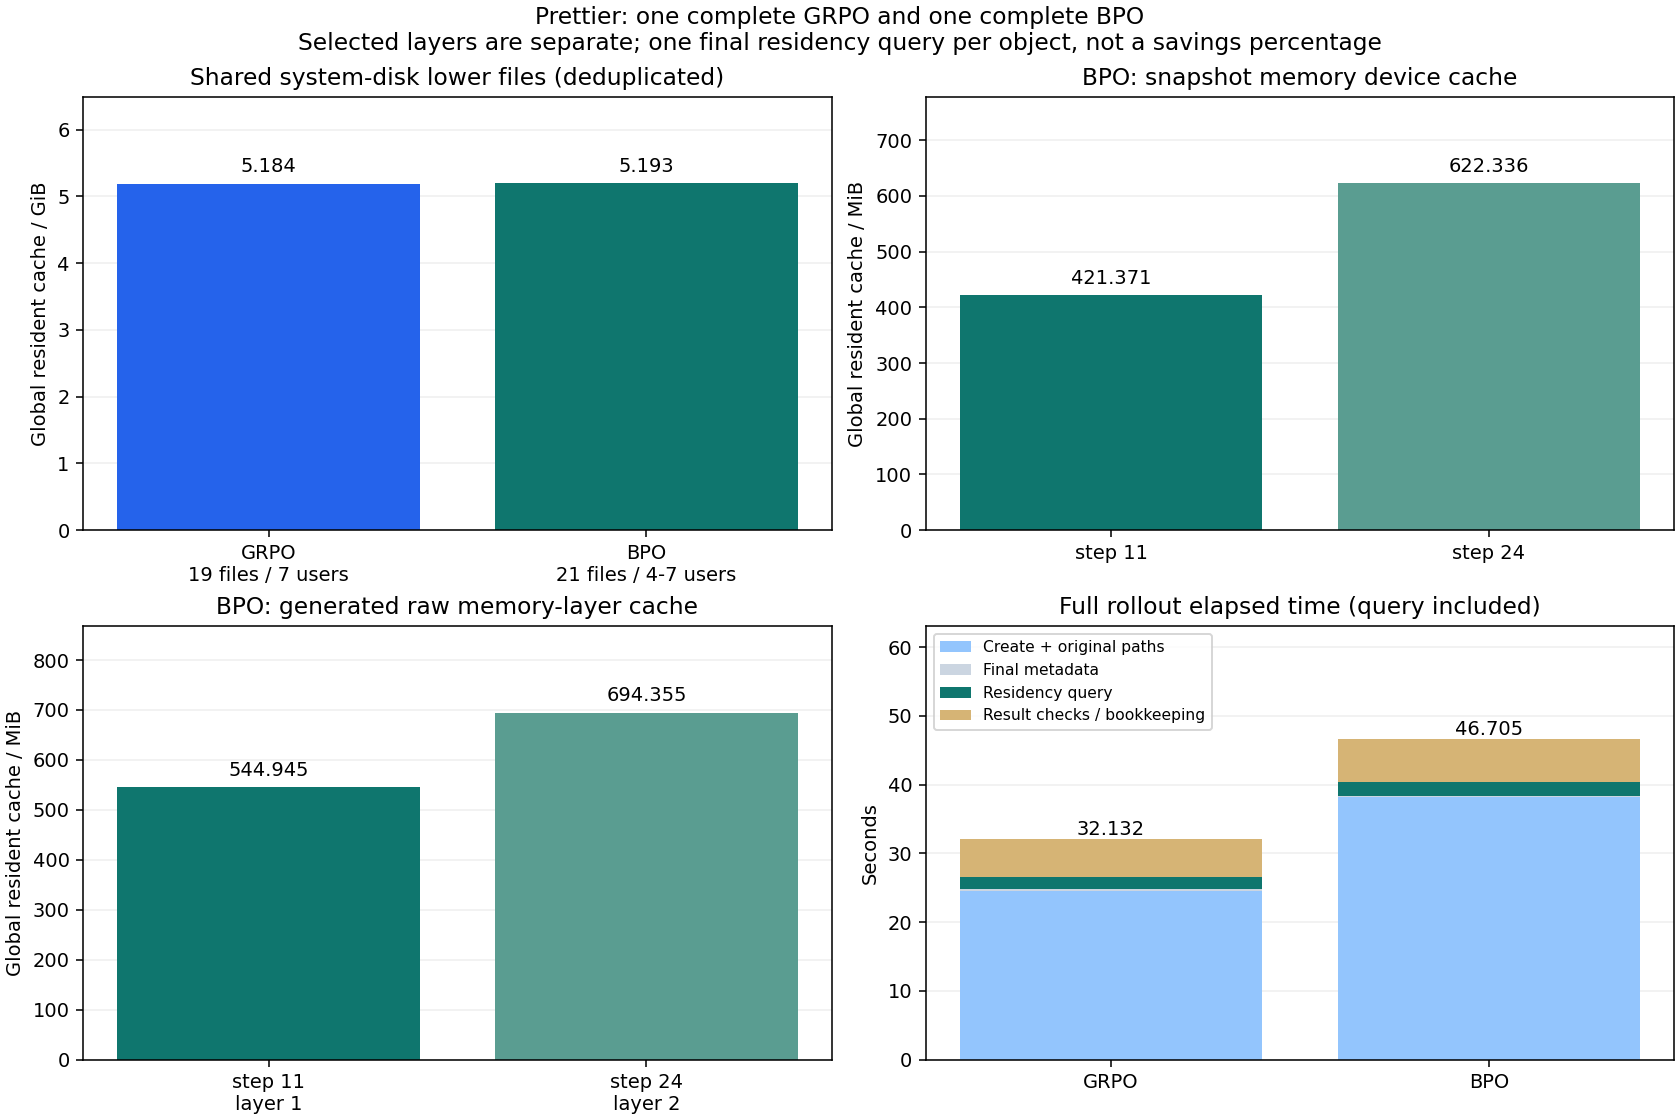 Prettier: one complete GRPO and one complete BPO
Selected layers are separate; one final residency query per object, not a savings percentage
Shared system-disk lower files (deduplicated)
Global resident cache / GiB
6
5
4
3
2
1
0
5.184
5.193
GRPO
19 files / 7 users
BPO
21 files / 4-7 users
BPO: snapshot memory device cache
Global resident cache / MiB
700
600
500
400
300
200
100
0
421.371
622.336
step 11
step 24
BPO: generated raw memory-layer cache
Global resident cache / MiB
800
700
600
500
400
300
200
100
0
544.945
694.355
step 11
layer 1
step 24
layer 2
Full rollout elapsed time (query included)
Seconds
60
50
40
30
20
10
0
Create + original paths
Final metadata
Residency query
Result checks / bookkeeping
32.132
46.705
GRPO
BPO